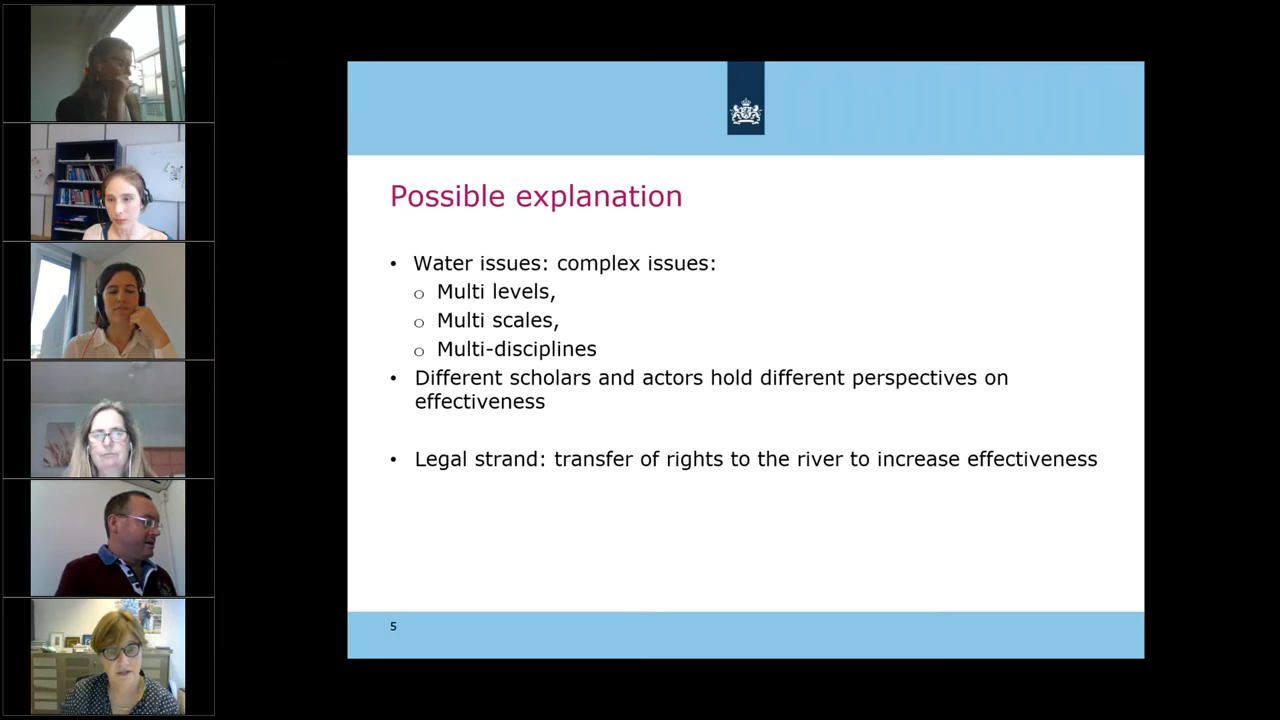 Possible explanation
• Water issues: complex issues:
o Multi levels,
o Multi scales,
o Multi-disciplines
• Different scholars and actors hold different perspectives on
effectiveness
• Legal strand: transfer of rights to the river to increase effectiveness
5